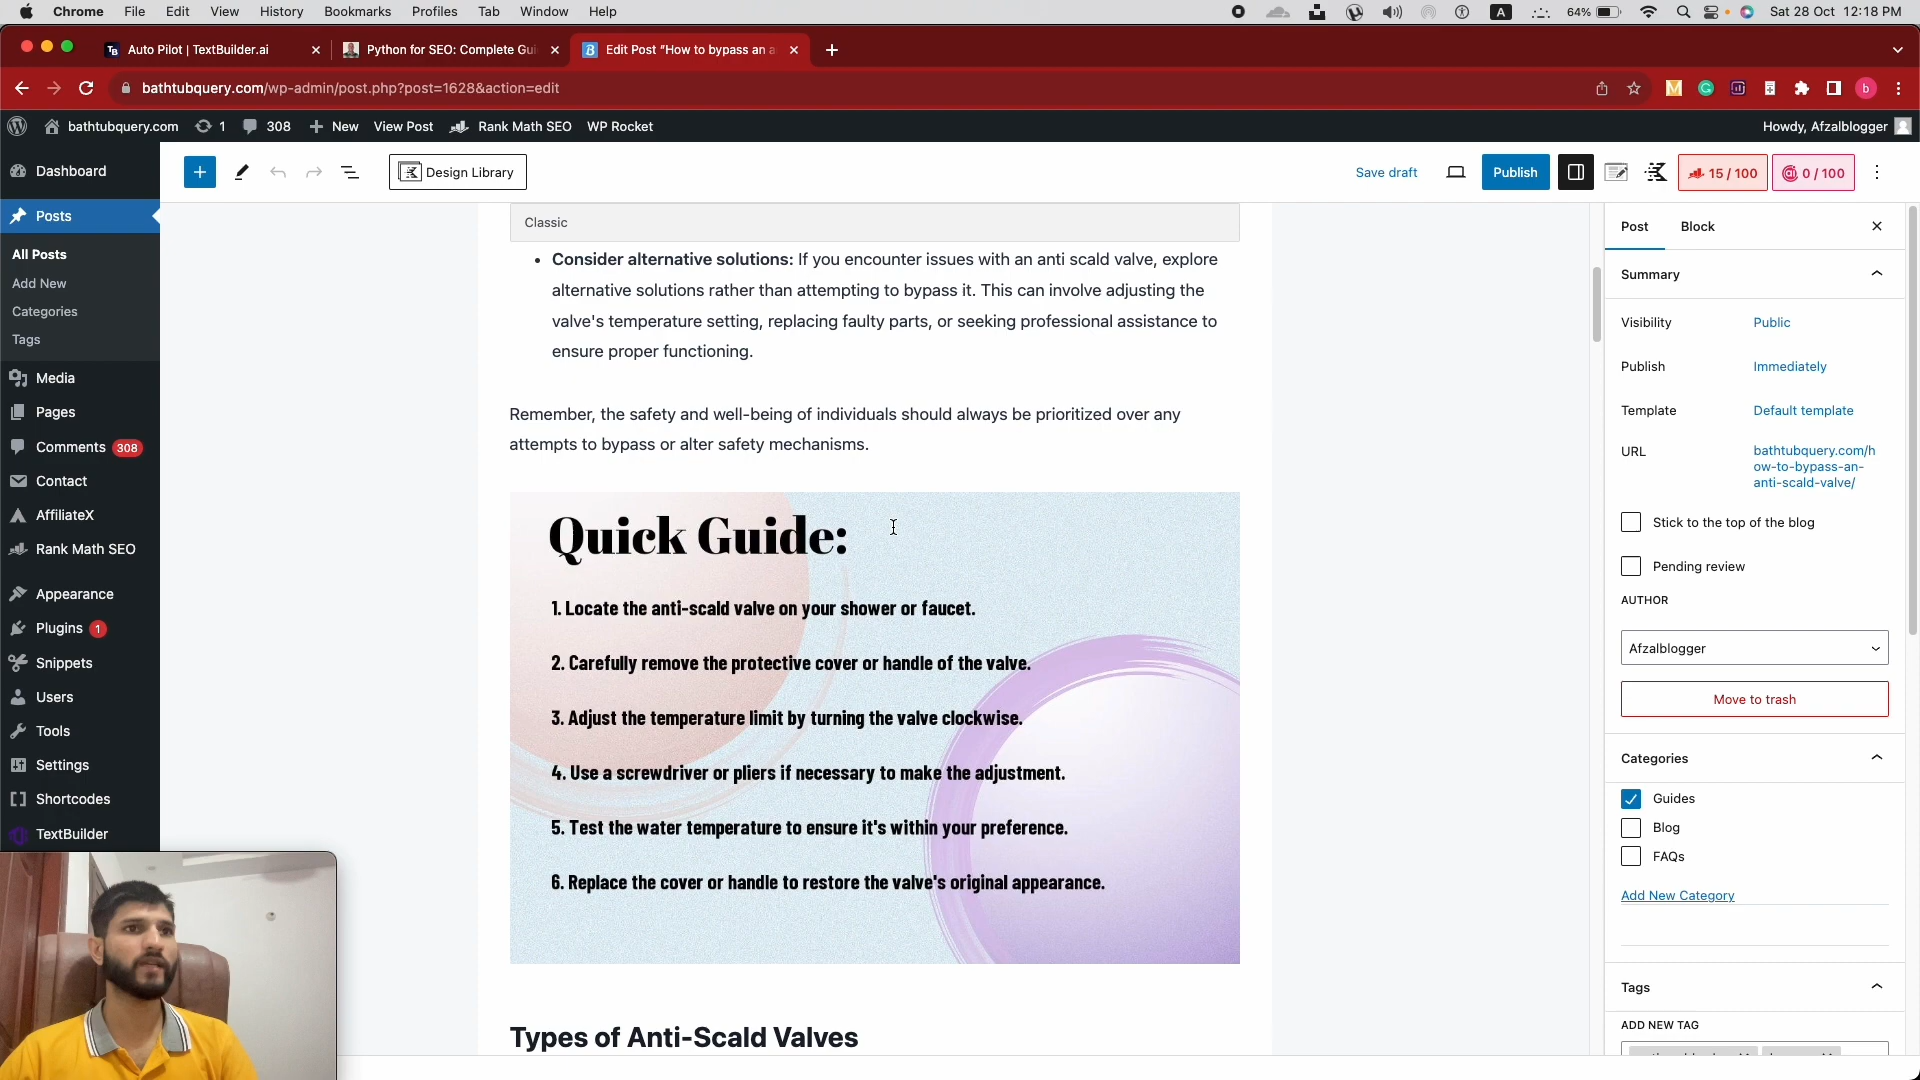 Chrome File Edit View History Bookmarks Profiles Tab Window Help
A 64% Sat 28 Oct 12:18 PM
Auto Pilot | TextBuilder.ai
Python for SEO: Complete Gui
Edit Post "How to bypass an a
bathtubquery.com/wp-admin/post.php?post=1628&action=edit
bathtubquery.com 1 308 New View Post Rank Math SEO WP Rocket
Howdy, Afzalblogger
Dashboard
Posts
All Posts
Add New
Categories
Tags
Media
Pages
Comments 308
Contact
AffiliateX
Rank Math SEO
Appearance
Plugins 1
Snippets
Users
Tools
Settings
Shortcodes
TextBuilder
Design Library
Save draft Publish 15 / 100 0 / 100
Classic
• Consider alternative solutions: If you encounter issues with an anti scald valve, explore
alternative solutions rather than attempting to bypass it. This can involve adjusting the
valve's temperature setting, replacing faulty parts, or seeking professional assistance to
ensure proper functioning.
Remember, the safety and well-being of individuals should always be prioritized over any
attempts to bypass or alter safety mechanisms.
Quick Guide:
1. Locate the anti-scald valve on your shower or faucet.
2. Carefully remove the protective cover or handle of the valve.
3. Adjust the temperature limit by turning the valve clockwise.
4. Use a screwdriver or pliers if necessary to make the adjustment.
5. Test the water temperature to ensure it's within your preference.
6. Replace the cover or handle to restore the valve's original appearance.
Types of Anti-Scald Valves
Post Block
Summary
Visibility Public
Publish Immediately
Template Default template
URL bathtubquery.com/h
ow-to-bypass-an-
anti-scald-valve/
Stick to the top of the blog
Pending review
AUTHOR
Afzalblogger
Move to trash
Categories
Guides
Blog
FAQs
Add New Category
Tags
ADD NEW TAG